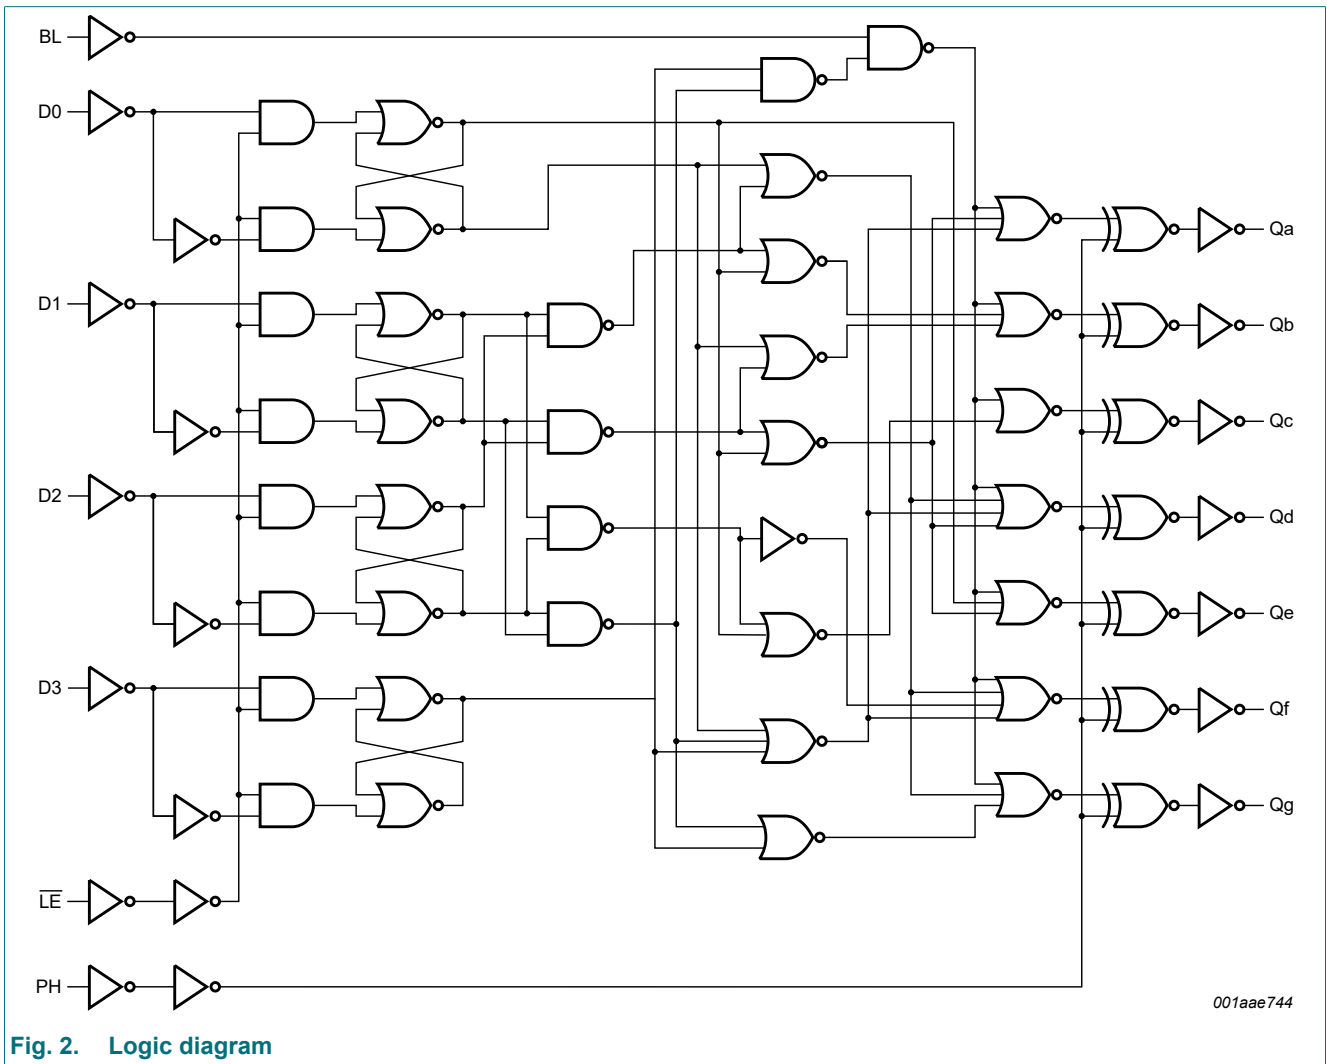 BL
D0
D1
D2
D3
LE
PH
Qa
Qb
Qc
Qd
Qe
Qf
Qg
001aae744
Fig. 2. Logic diagram